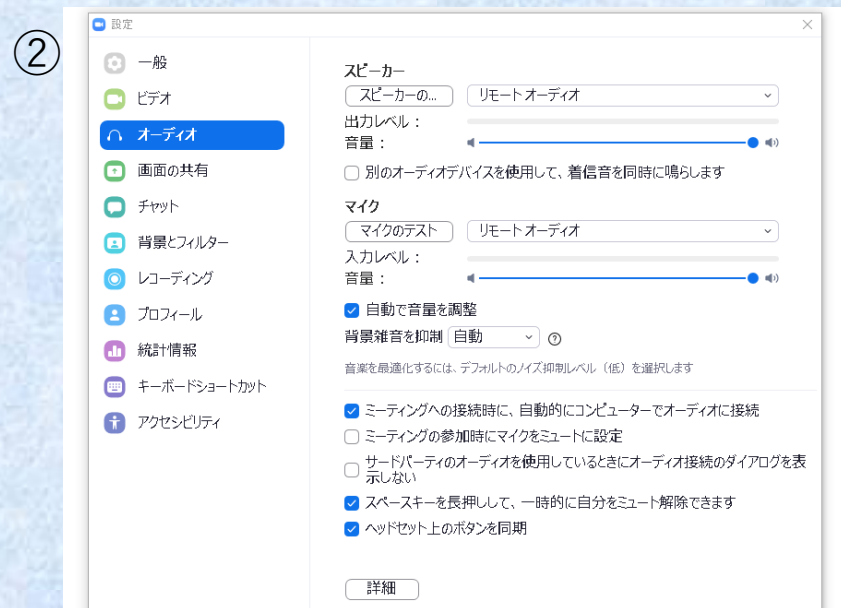 ②
設定
一般
ビデオ
オーディオ
画面の共有
チャット
背景とフィルター
レコーディング
プロフィール
統計情報
キーボードショートカット
アクセシビリティ
スピーカー
スピーカーの... リモート オーディオ
出力レベル：
音量：
別のオーディオデバイスを使用して、着信音を同時に鳴らします
マイク
マイクのテスト リモート オーディオ
入力レベル：
音量：
自動で音量を調整
背景雑音を抑制 自動
音楽を最適化するには、デフォルトのノイズ抑制レベル（低）を選択します
ミーティングへの接続時に、自動的にコンピューターでオーディオに接続
ミーティングの参加時にマイクをミュートに設定
サードパーティのオーディオを使用しているときにオーディオ接続のダイアログを表
示しない
スペースキーを長押しして、一時的に自分をミュート解除できます
ヘッドセット上のボタンを同期
詳細